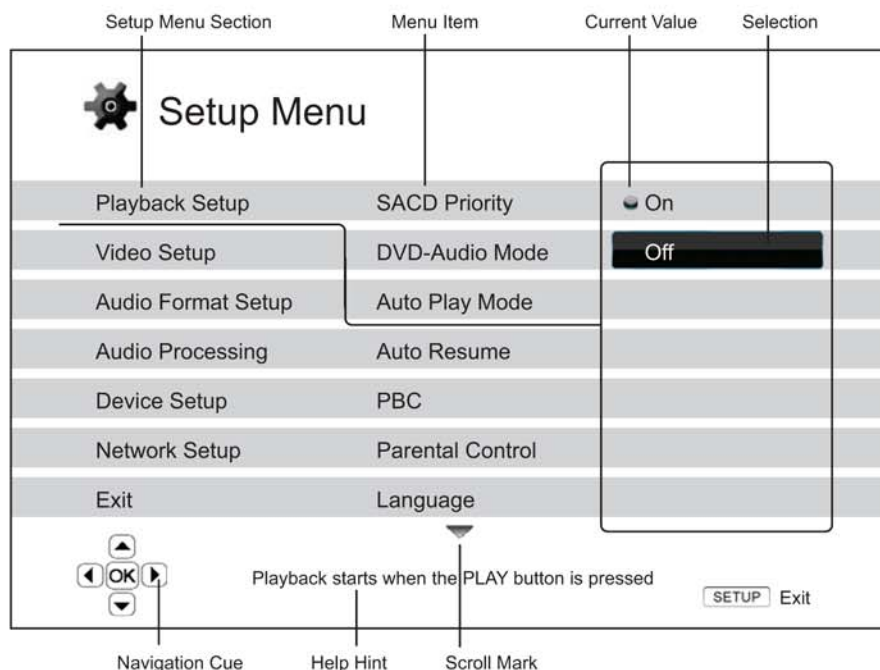 Setup Menu Section Menu Item Current Value Selection
Setup Menu
Playback Setup SACD Priority On
Video Setup DVD-Audio Mode Off
Audio Format Setup Auto Play Mode
Audio Processing Auto Resume
Device Setup PBC
Network Setup Parental Control
Exit Language
OK
Playback starts when the PLAY button is pressed
SETUP Exit
Navigation Cue Help Hint Scroll Mark